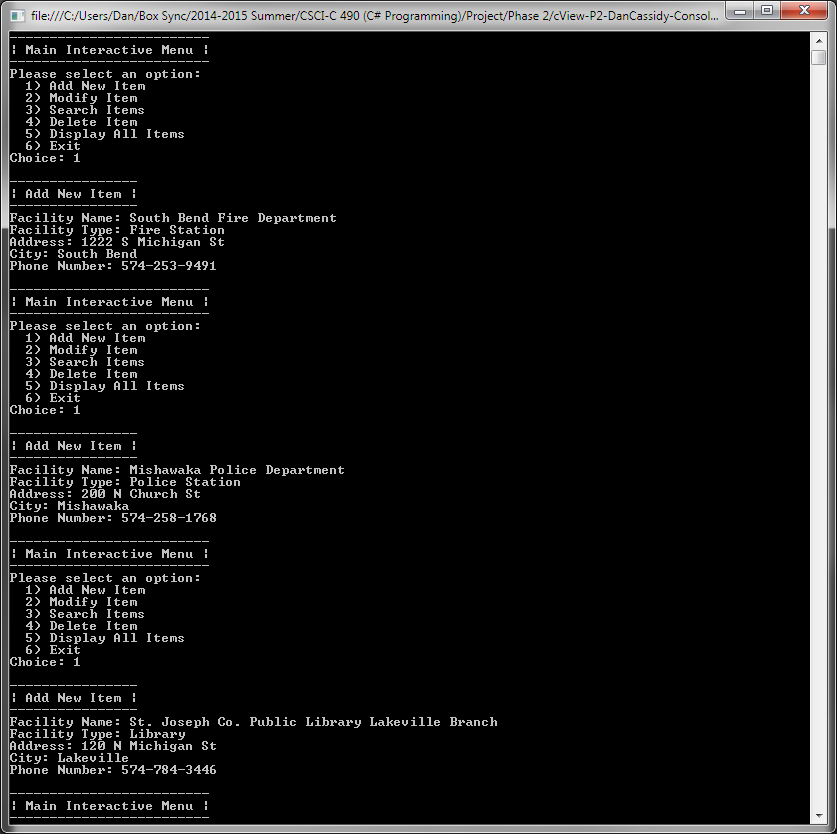 file:///C:/Users/Dan/Box Sync/2014-2015 Summer/CSCI-C 490 (C# Programming)/Project/Phase 2/cView-P2-DanCassidy-Consol...
-------------------------
¦ Main Interactive Menu ¦
-------------------------
Please select an option:
  1) Add New Item
  2) Modify Item
  3) Search Items
  4) Delete Item
  5) Display All Items
  6) Exit
Choice: 1
----------------
¦ Add New Item ¦
----------------
Facility Name: South Bend Fire Department
Facility Type: Fire Station
Address: 1222 S Michigan St
City: South Bend
Phone Number: 574-253-9491
-------------------------
¦ Main Interactive Menu ¦
-------------------------
Please select an option:
  1) Add New Item
  2) Modify Item
  3) Search Items
  4) Delete Item
  5) Display All Items
  6) Exit
Choice: 1
----------------
¦ Add New Item ¦
----------------
Facility Name: Mishawaka Police Department
Facility Type: Police Station
Address: 200 N Church St
City: Mishawaka
Phone Number: 574-258-1768
-------------------------
¦ Main Interactive Menu ¦
-------------------------
Please select an option:
  1) Add New Item
  2) Modify Item
  3) Search Items
  4) Delete Item
  5) Display All Items
  6) Exit
Choice: 1
----------------
¦ Add New Item ¦
----------------
Facility Name: St. Joseph Co. Public Library Lakeville Branch
Facility Type: Library
Address: 120 N Michigan St
City: Lakeville
Phone Number: 574-784-3446
-------------------------
¦ Main Interactive Menu ¦
-------------------------